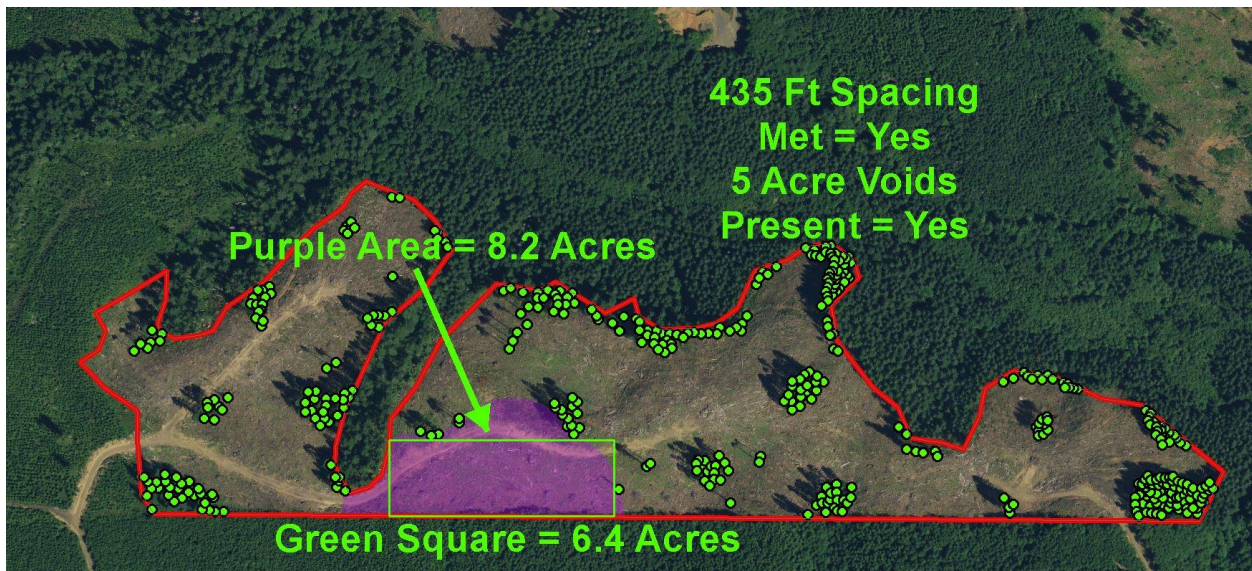 435 Ft Spacing
Met = Yes
5 Acre Voids
Present = Yes
Purple Area = 8.2 Acres
Green Square = 6.4 Acres